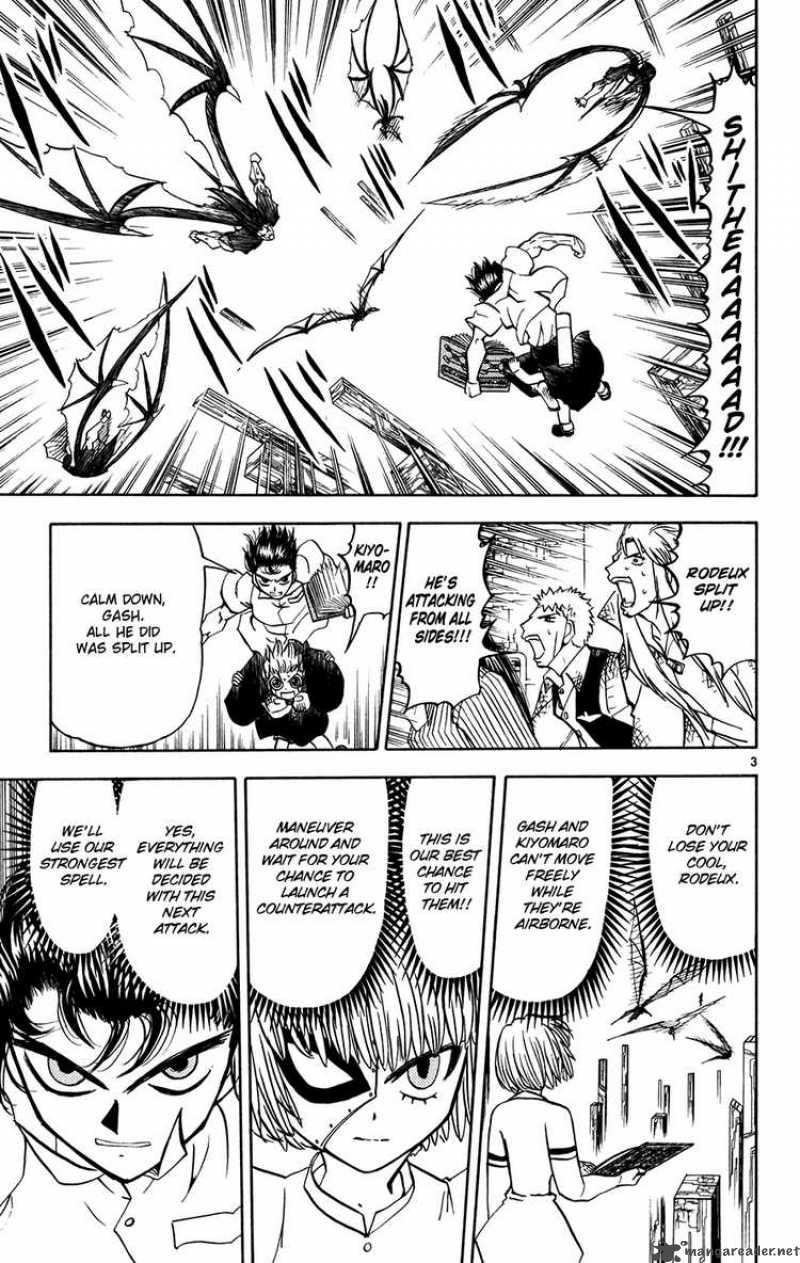 SHITHEAAAAAAAAD!!!
RODEUX
SPLIT
UP!!
HE'S
ATTACKING
FROM ALL
SIDES!!!
KIYO-
MARO
!!
CALM DOWN,
GASH.
ALL HE DID
WAS SPLIT UP.
3
DON'T
LOSE YOUR
COOL,
RODEUX.
GASH AND
KIYOMARO
CAN'T MOVE
FREELY
WHILE
THEY'RE
AIRBORNE.
THIS IS
OUR BEST
CHANCE
TO HIT
THEM!!
MANEUVER
AROUND AND
WAIT FOR YOUR
CHANCE TO
LAUNCH A
COUNTERATTACK.
YES,
EVERYTHING
WILL BE
DECIDED
WITH THIS
NEXT
ATTACK.
WE'LL
USE OUR
STRONGEST
SPELL.
mangareader.net